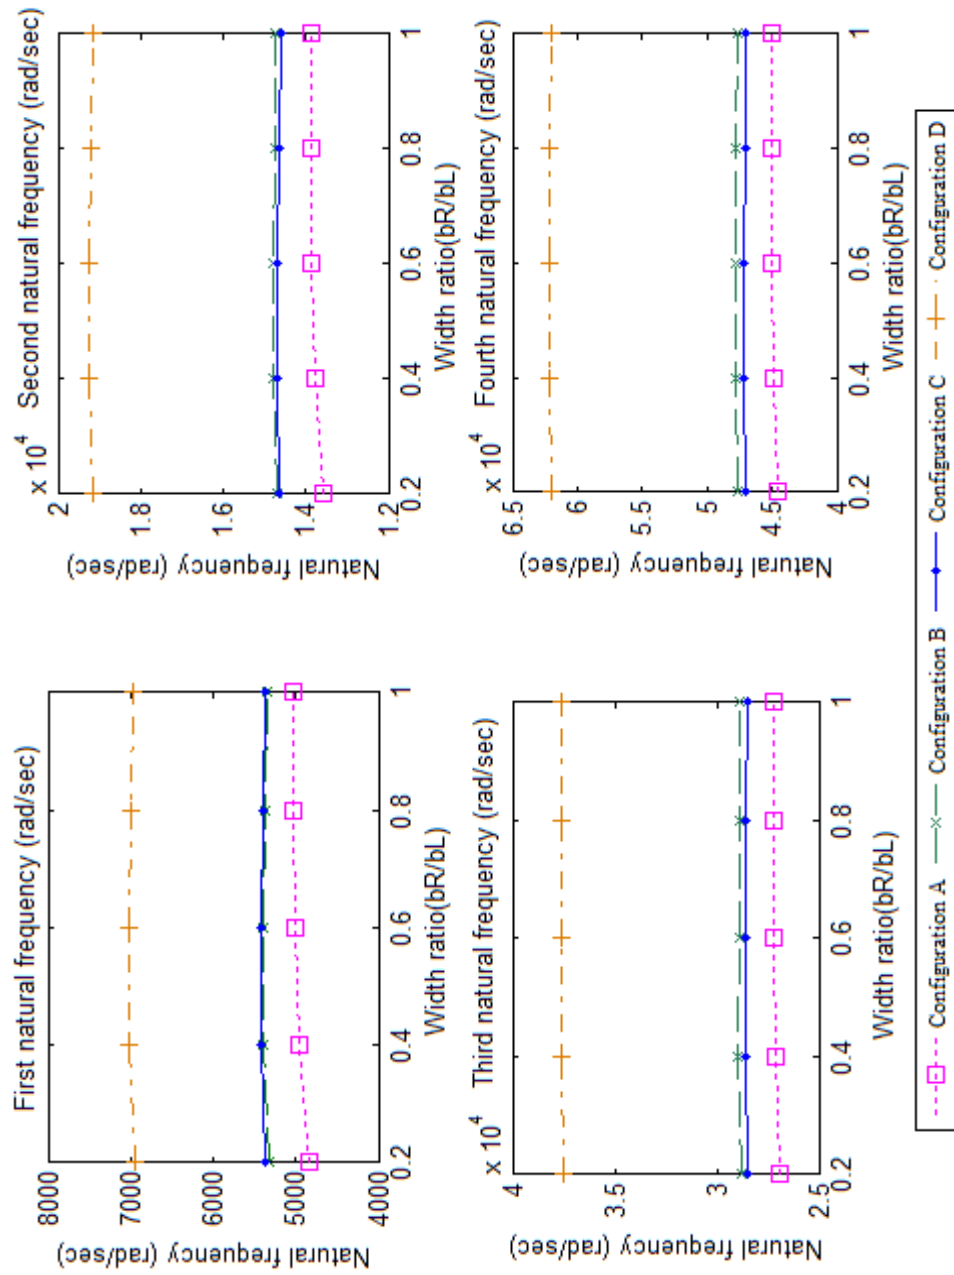 First natural frequency (rad/sec)
Natural frequency (rad/sec)
8000
7000
6000
5000
4000
0.2 0.4 0.6 0.8 1
Width ratio(bR/bL)
x 10 4 Second natural frequency (rad/sec)
Natural frequency (rad/sec)
2
1.8
1.6
1.4
1.2
0.2 0.4 0.6 0.8 1
Width ratio(bR/bL)
x 10 4 Third natural frequency (rad/sec)
Natural frequency (rad/sec)
4
3.5
3
2.5
0.2 0.4 0.6 0.8 1
Width ratio(bR/bL)
x 10 4 Fourth natural frequency (rad/sec)
Natural frequency (rad/sec)
6.5
6
5.5
5
4.5
4
0.2 0.4 0.6 0.8 1
Width ratio(bR/bL)
Configuration A Configuration B Configuration C Configuration D